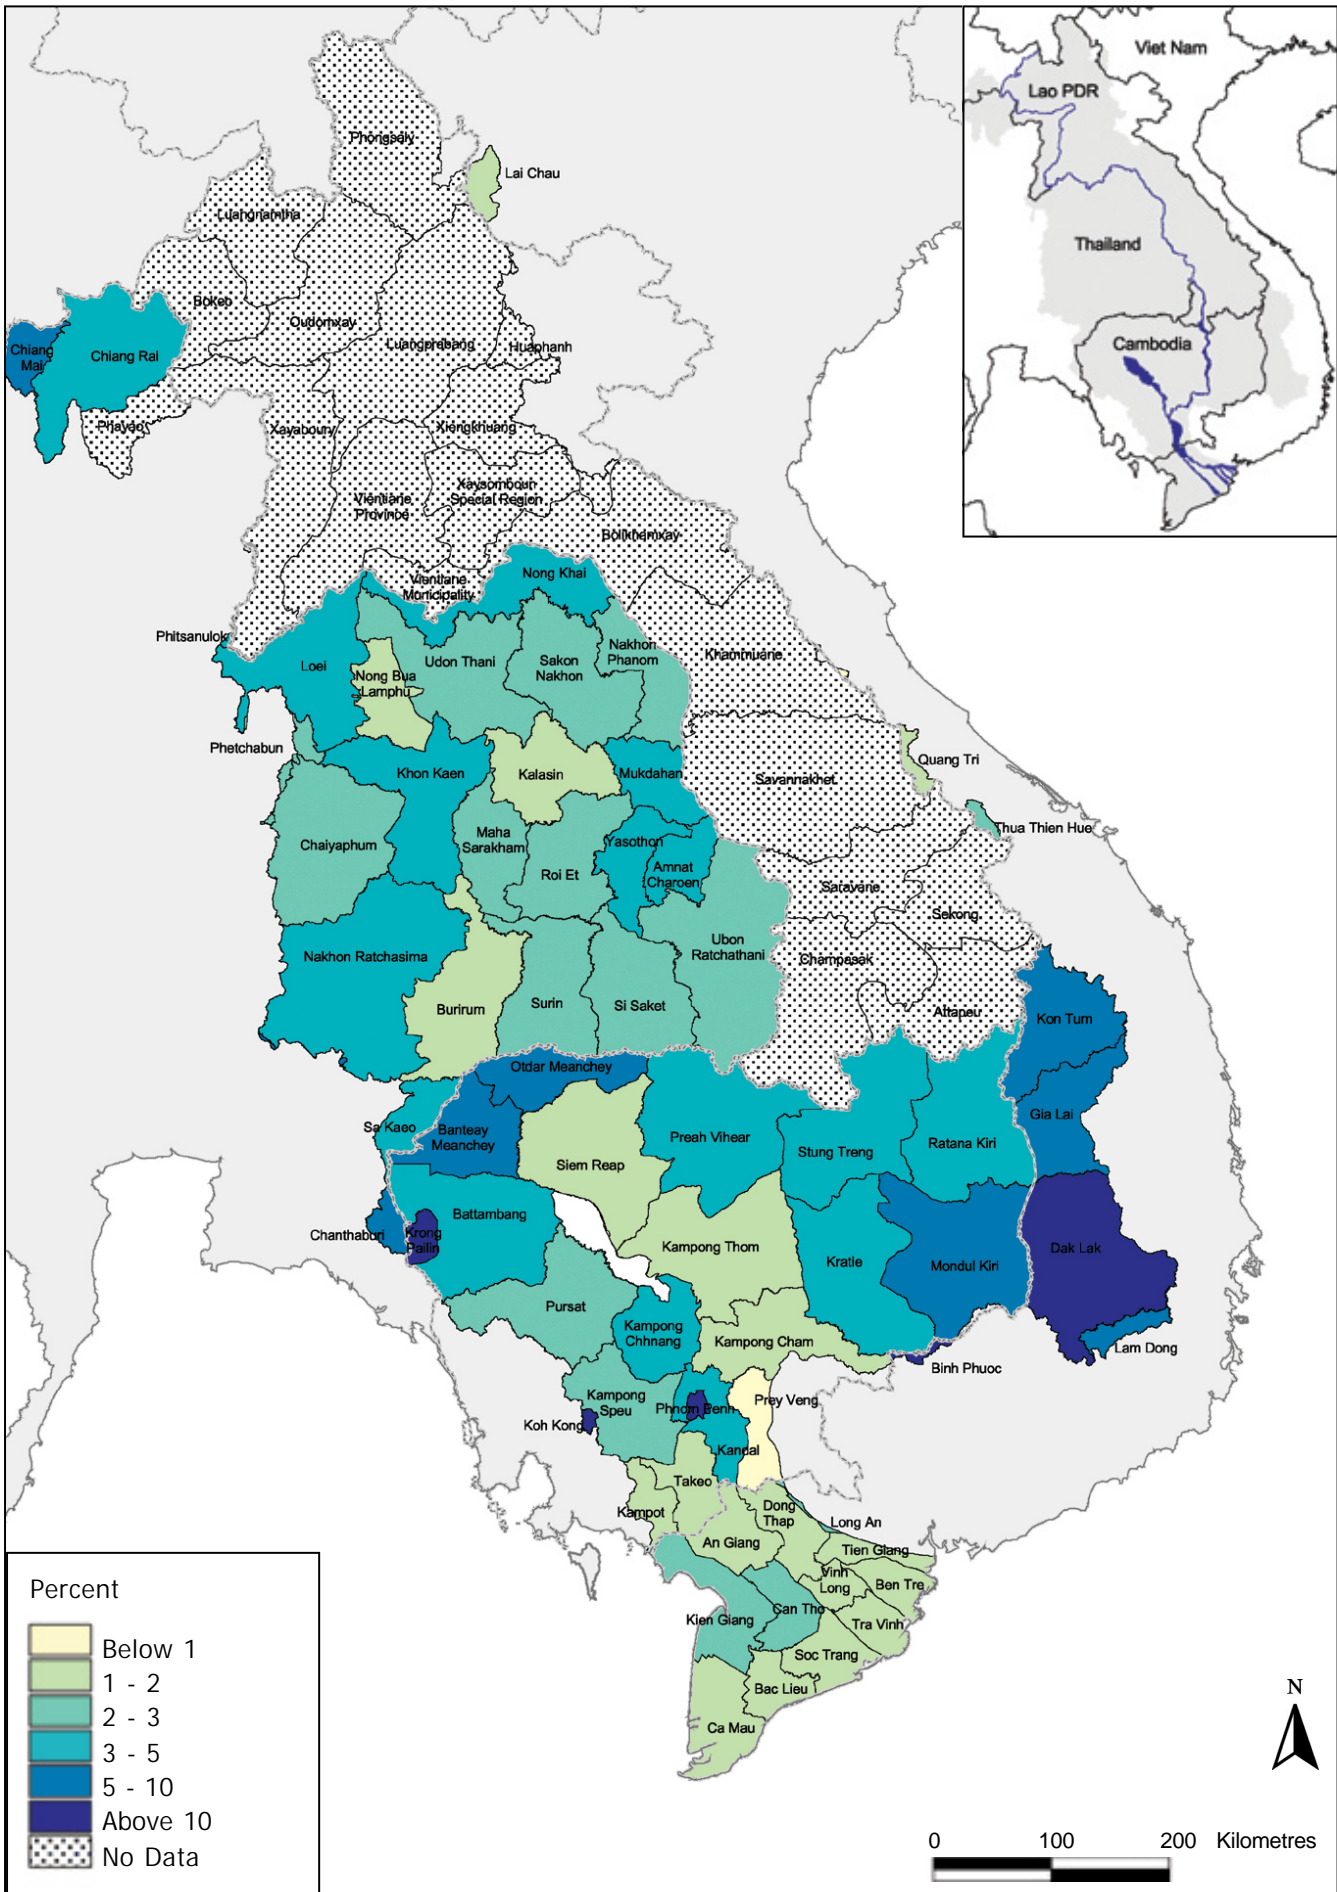 Viet Nam
Lao PDR
Thailand
Cambodia
Phongsaly
Lai Chau
Luangnamtha
Bokeo
Oudomxay
Luangprabang
Huaphanh
Chiang
Mai
Chiang Rai
Phayao
Xayaboury
Xiengkhuang
Vientiane
Province
Xaysomboun
Special Region
Bolikhamxay
Vientiane
Municipality
Nong Khai
Phitsanulok
Loei
Nong Bua
Lamphu
Udon Thani
Sakon
Nakhon
Nakhon
Phanom
Khammuane
Phetchabun
Khon Kaen
Kalasin
Mukdahan
Savannakhet
Quang Tri
Thua Thien Hue
Chaiyaphum
Maha
Sarakham
Roi Et
Yasothon
Amnat
Charoen
Saravane
Sekong
Ubon
Ratchathani
Champasak
Attapeu
Nakhon Ratchasima
Burirum
Surin
Si Saket
Kon Tum
Otdar Meanchey
Sa Kaeo
Banteay
Meanchey
Siem Reap
Preah Vihear
Stung Treng
Ratana Kiri
Gia Lai
Chanthaburi
Krong
Pailin
Battambang
Kampong Thom
Kratie
Mondul Kiri
Dak Lak
Pursat
Kampong
Chhnang
Kampong Cham
Lam Dong
Binh Phuoc
Kampong
Speu
Koh Kong
Phnom Penh
Prey Veng
Kandal
Takeo
Kampot
Dong
Thap
Long An
An Giang
Tien Giang
Vinh
Long
Ben Tre
Can Tho
Kien Giang
Tra Vinh
Soc Trang
Bac Lieu
Ca Mau
Percent
Below 1
1 - 2
2 - 3
3 - 5
5 - 10
Above 10
No Data
N
0 100 200 Kilometres